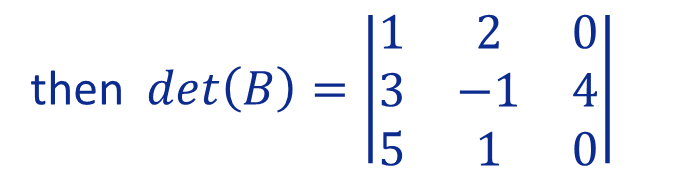 then det(B) = |1 2 0|
|3 −1 4|
|5 1 0|